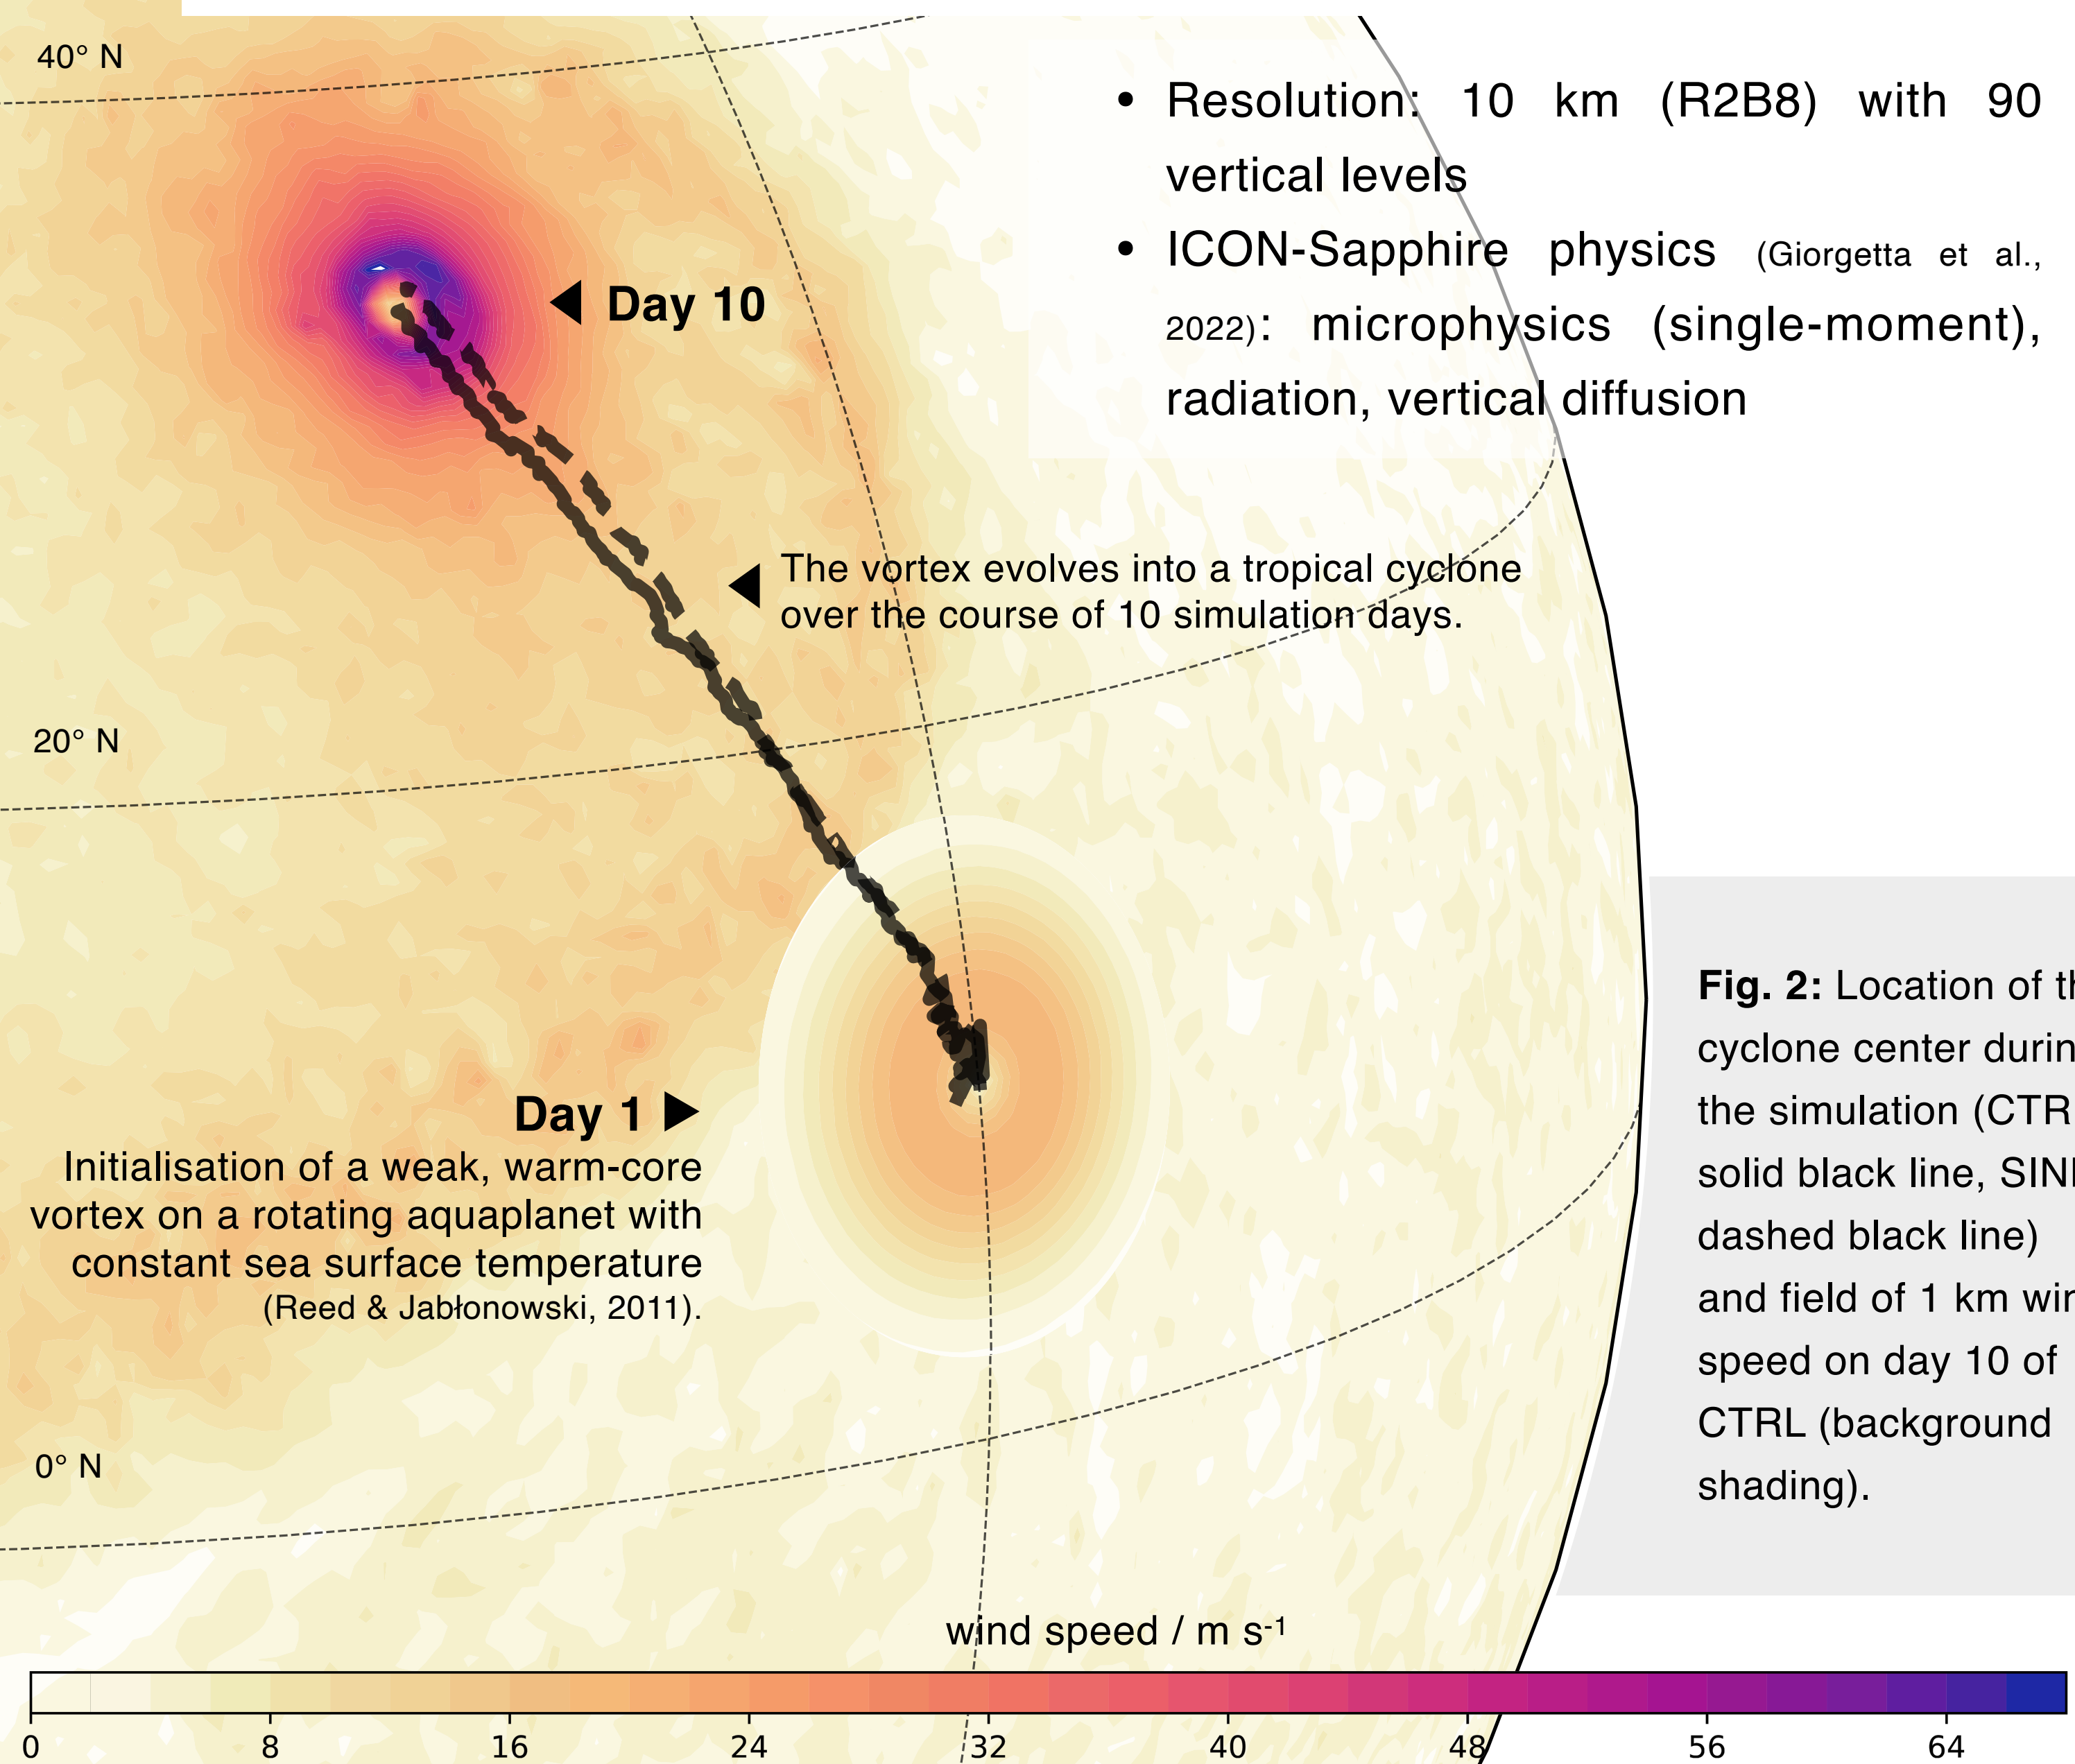 40° N
• Resolution: 10 km (R2B8) with 90
vertical levels
• ICON-Sapphire physics (Giorgetta et al.,
2022): microphysics (single-moment),
radiation, vertical diffusion
Day 10
The vortex evolves into a tropical cyclone
over the course of 10 simulation days.
20° N
Day 1
Initialisation of a weak, warm-core
vortex on a rotating aquaplanet with
constant sea surface temperature
(Reed & Jabłonowski, 2011).
Fig. 2: Location of
cyclone center
the simulation
solid black line,
dashed black line)
and field of 1 km
speed on day 10 of
CTRL (background
shading).
0° N
wind speed / m s-1
0 8 16 24 32 40 48 56 64